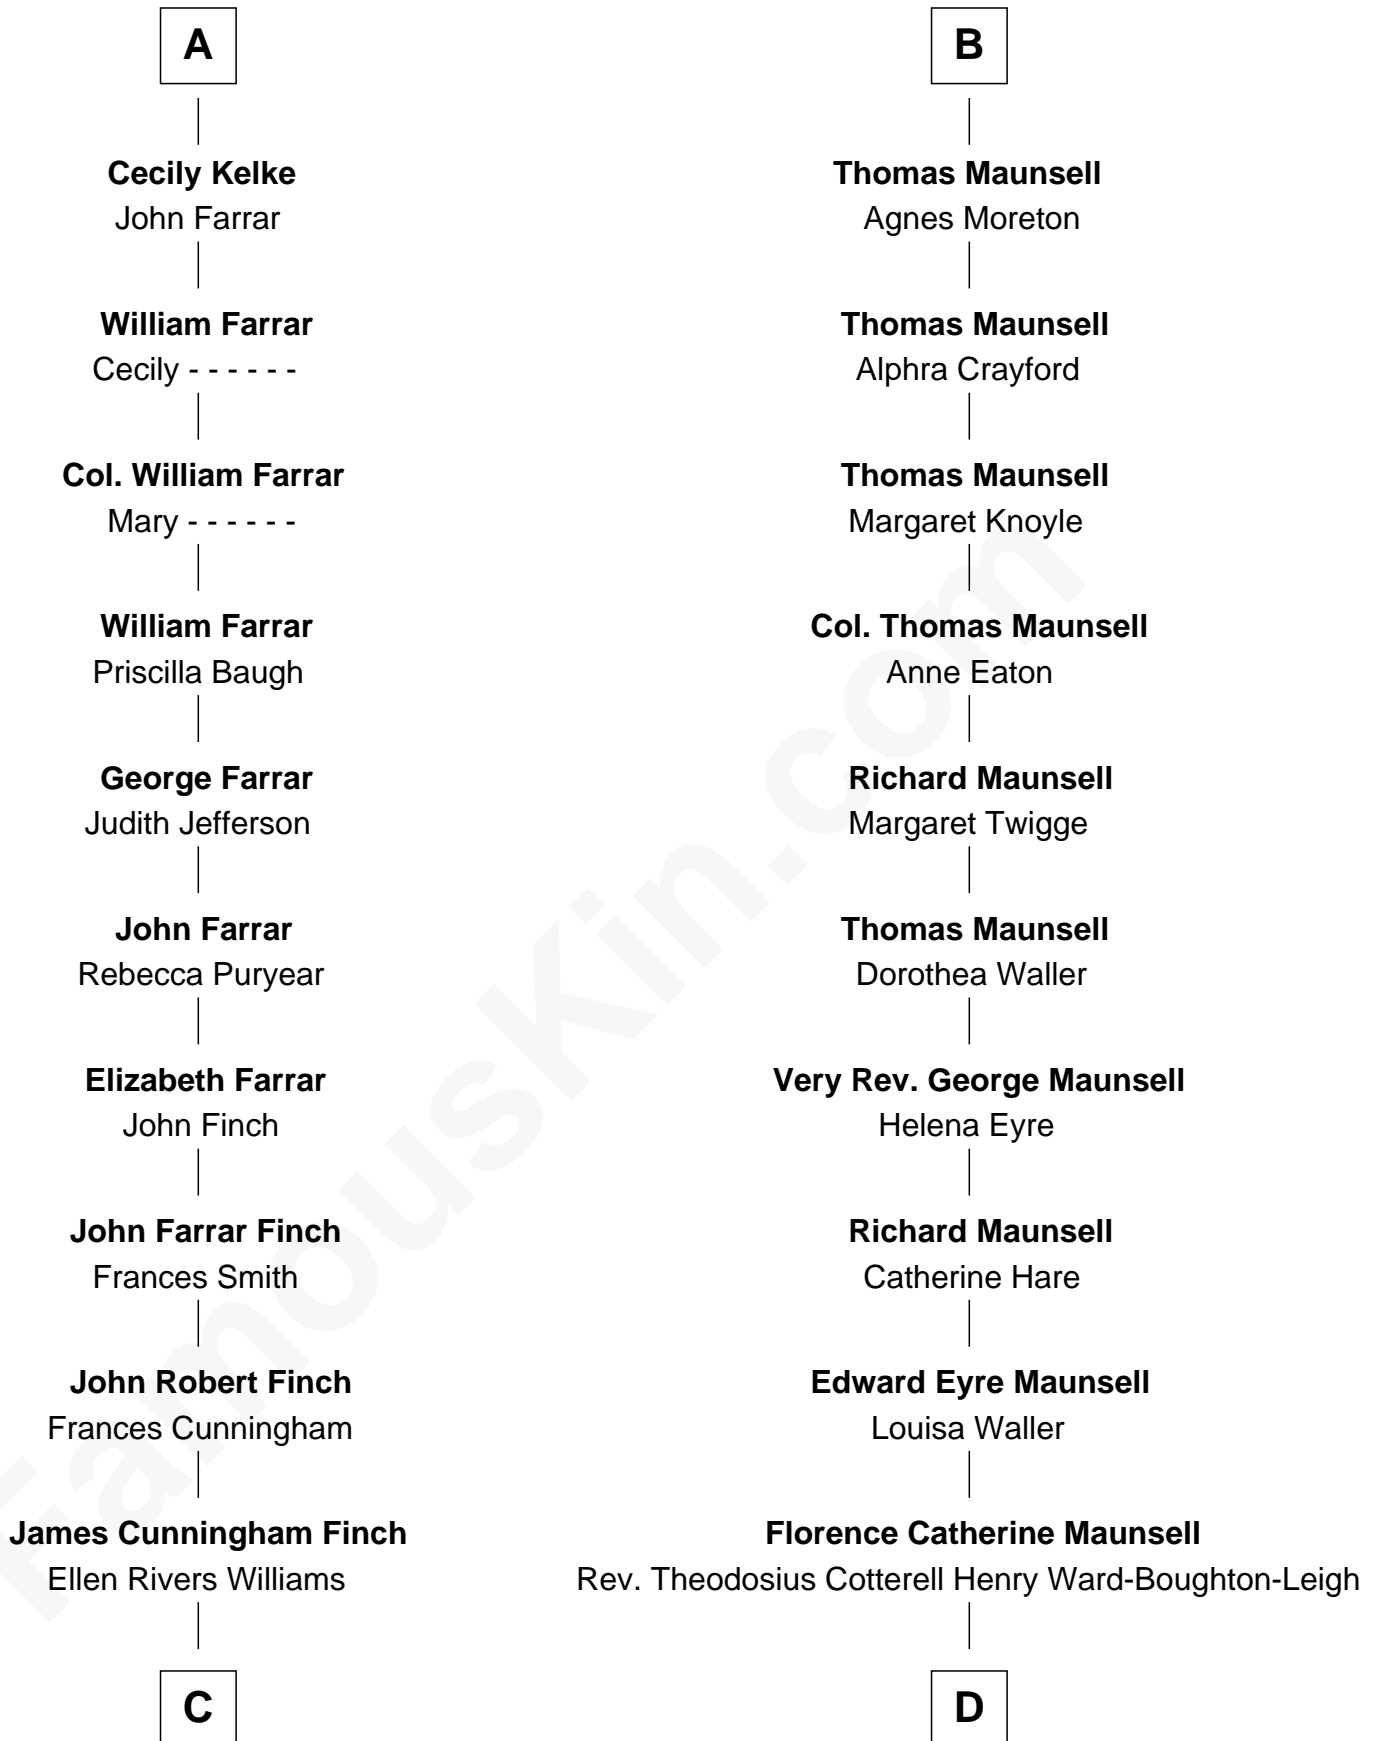 A
Cecily Kelke
John Farrar
William Farrar
Cecily - - - - - -
Col. William Farrar
Mary - - - - - -
William Farrar
Priscilla Baugh
George Farrar
Judith Jefferson
John Farrar
Rebecca Puryear
Elizabeth Farrar
John Finch
John Farrar Finch
Frances Smith
John Robert Finch
Frances Cunningham
James Cunningham Finch
Ellen Rivers Williams
C
B
Thomas Maunsell
Agnes Moreton
Thomas Maunsell
Alphra Crayford
Thomas Maunsell
Margaret Knoyle
Col. Thomas Maunsell
Anne Eaton
Richard Maunsell
Margaret Twigge
Thomas Maunsell
Dorothea Waller
Very Rev. George Maunsell
Helena Eyre
Richard Maunsell
Catherine Hare
Edward Eyre Maunsell
Louisa Waller
Florence Catherine Maunsell
Rev. Theodosius Cotterell Henry Ward-Boughton-Leigh
D
FamousKin.com